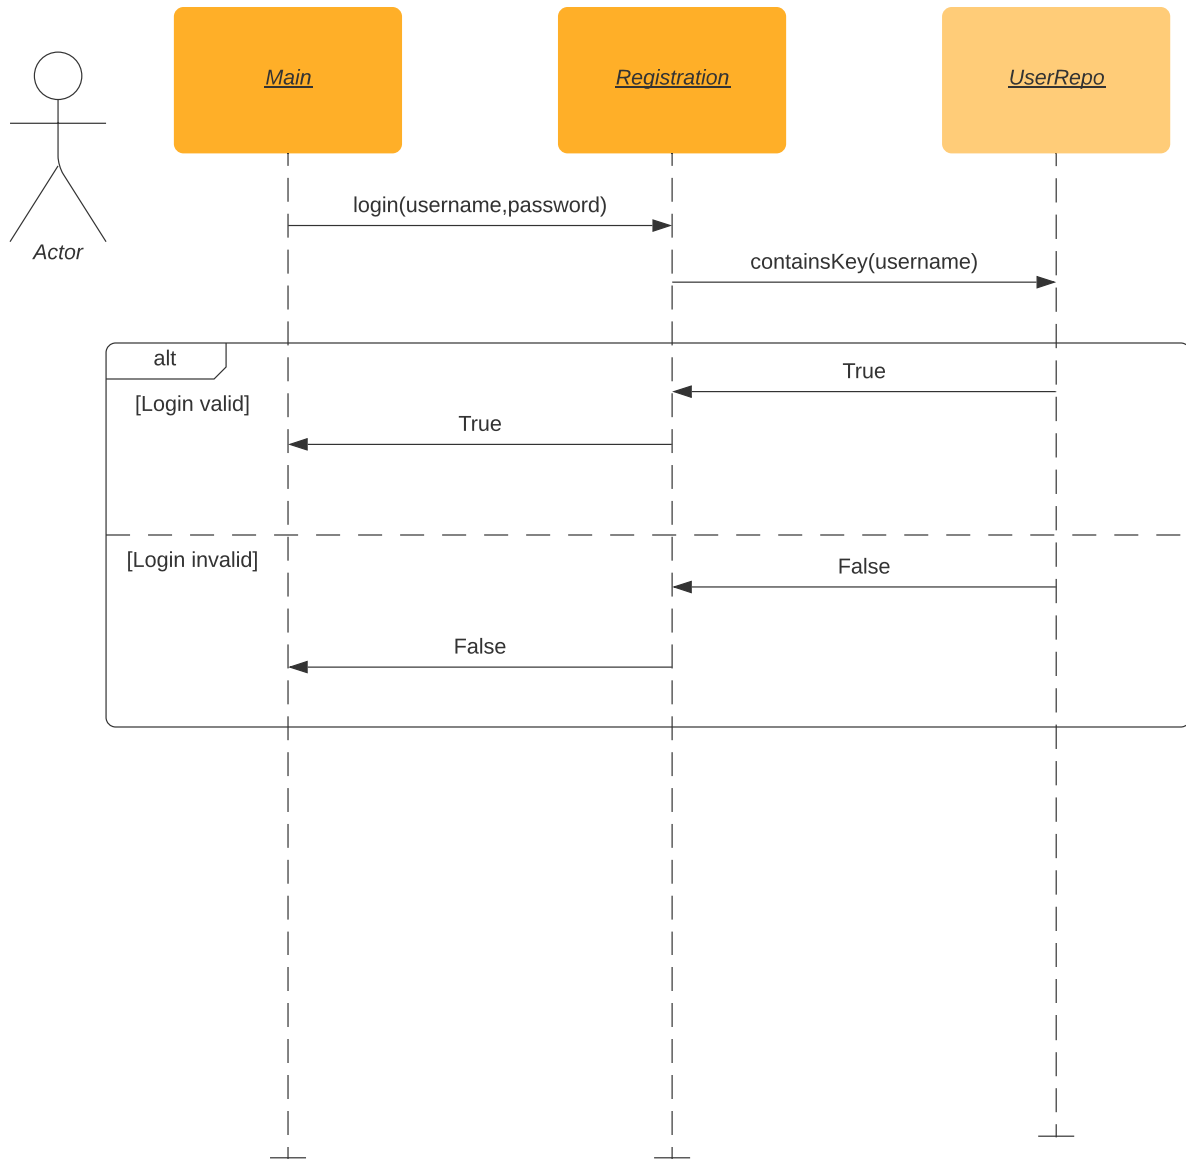 Main
Registration
UserRepo
Actor
login(username,password)
containsKey(username)
alt
True
[Login valid]
True
[Login invalid]
False
False